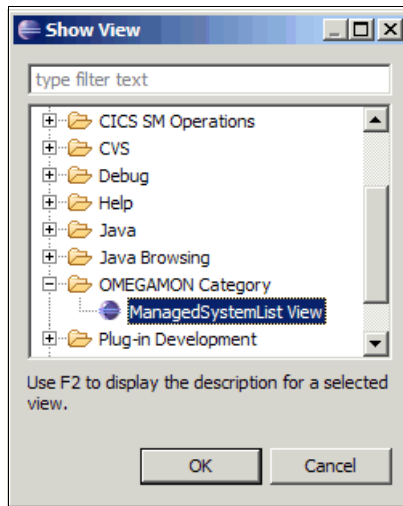 Show View
type filter text
CICS SM Operations
CVS
Debug
Help
Java
Java Browsing
OMEGAMON Category
ManagedSystemList View
Plug-in Development
Use F2 to display the description for a selected
view.
OK Cancel